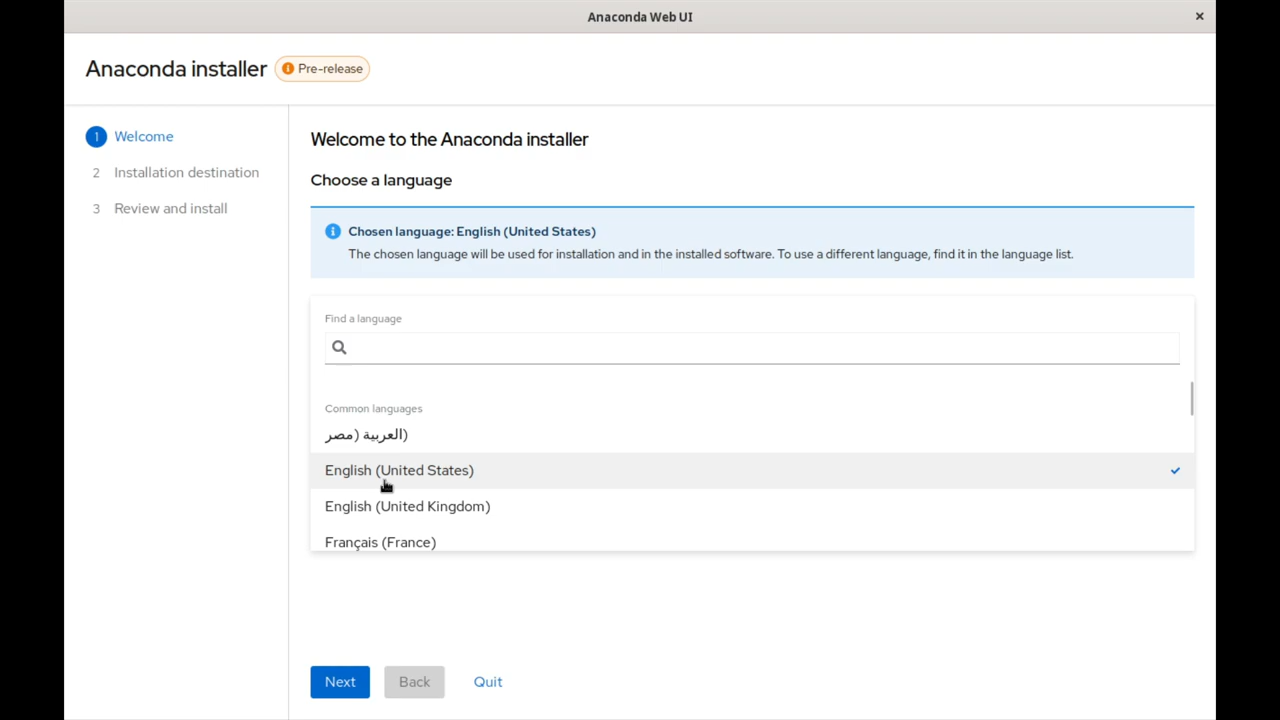 Anaconda Web UI
Anaconda installer
Pre-release
1 Welcome
2 Installation destination
3 Review and install
Welcome to the Anaconda installer
Choose a language
Chosen language: English (United States)
The chosen language will be used for installation and in the installed software. To use a different language, find it in the language list.
Find a language
Common languages
العربية (مصر)
English (United States)
English (United Kingdom)
Français (France)
Next
Back
Quit